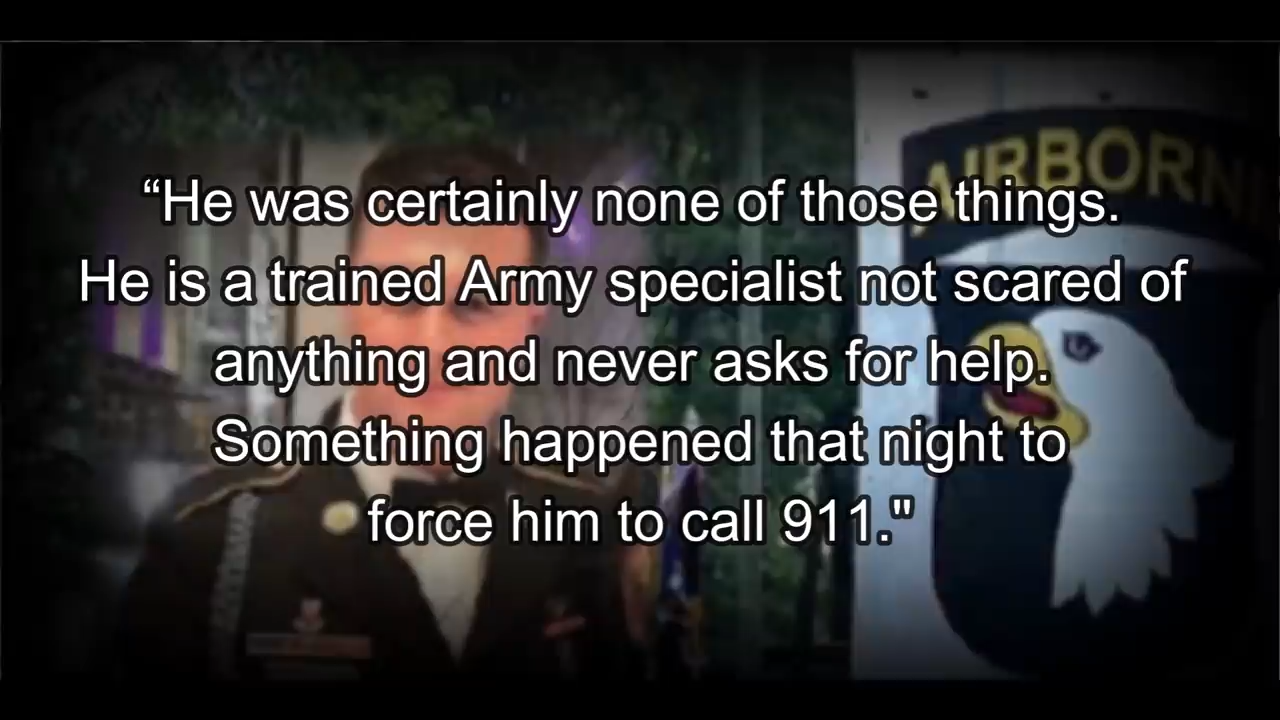 “He was certainly none of those things.
He is a trained Army specialist not scared of
anything and never asks for help.
Something happened that night to
force him to call 911."
AIRBORN